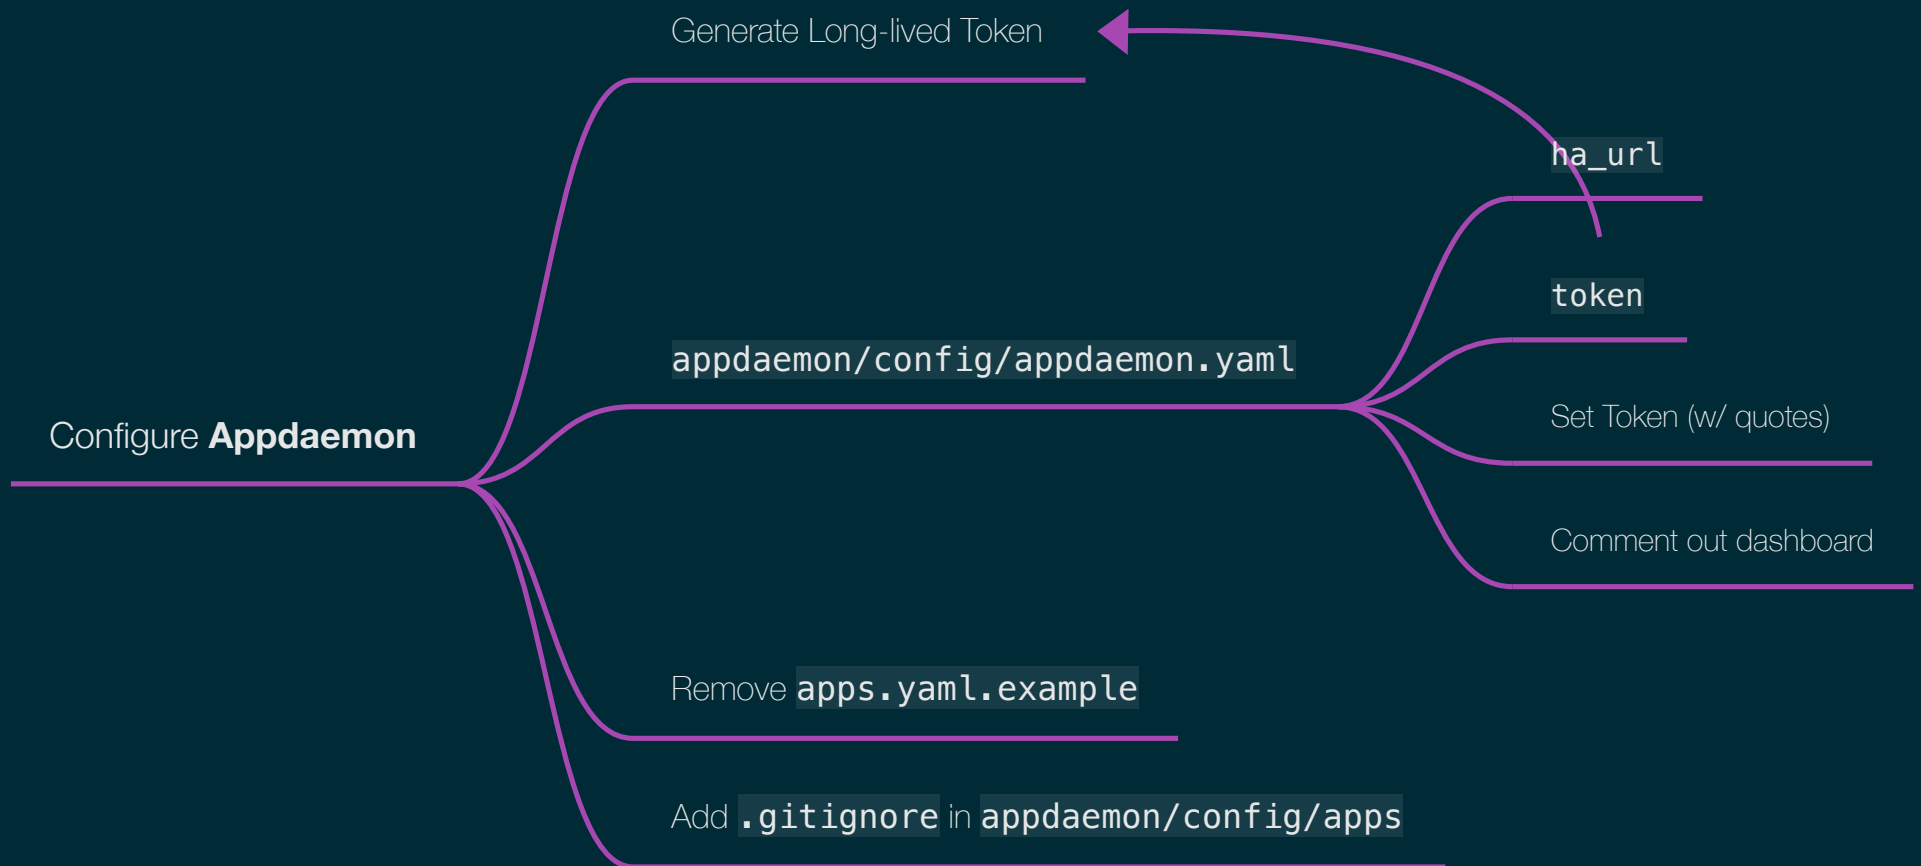 Generate Long-lived Token
ha_url
token
appdaemon/config/appdaemon.yaml
Set Token (w/ quotes)
Configure Appdaemon
Comment out dashboard
Remove apps.yaml.example
Add .gitignore in appdaemon/config/apps